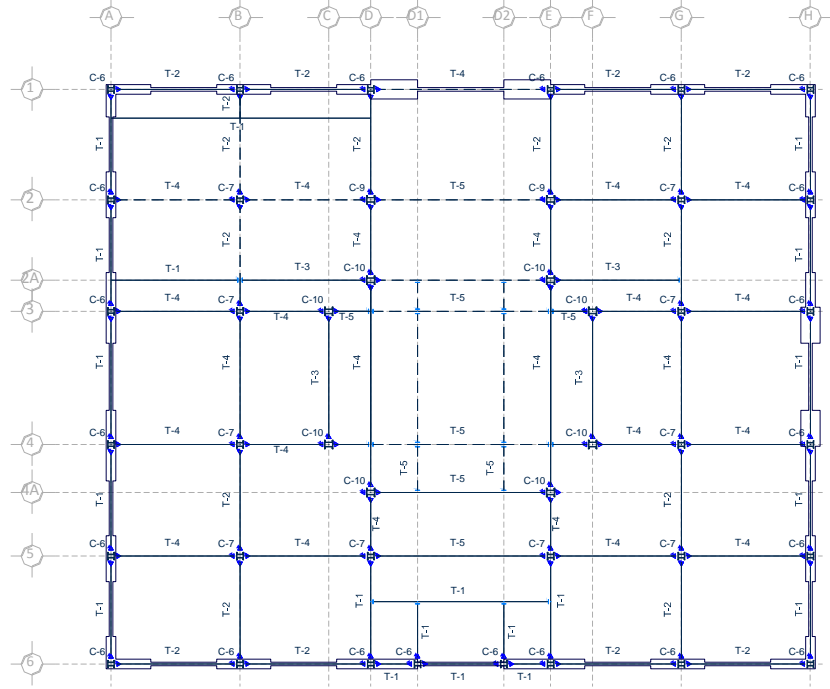 A B C D D1 D2 E F G H
T-2 T-2 T-4 T-2 T-2
C-6 C-6 C-6 C-6 C-6 C-6
1
T-2
T-1
T-1 T-2 T-2 T-2 T-2 T-1
C-6 C-7 C-9 C-9 C-7 C-6
T-4 T-4 T-5 T-4 T-4
2
T-1 T-2 T-4 T-4 T-2 T-1
T-1 T-3 C-10 C-10 T-3
2A
C-6 T-4 C-7 C-10 T-5 C-10 T-4 C-7 T-4 C-6
3
T-4 T-5 T-5
T-1 T-4 T-3 T-4 T-4 T-3 T-4 T-1
C-6 T-4 C-7 C-10 T-5 C-10 T-4 C-7 T-4 C-6
4
T-4
T-5 T-5
C-10 T-5 C-10
4A
T-1 T-2 T-4 T-4 T-2 T-1
C-6 T-4 C-7 T-4 C-7 T-5 C-7 T-4 C-7 T-4 C-6
5
T-1
T-1 T-2 T-1 T-1 T-2 T-1
T-1 T-1
C-6 T-2 C-6 T-2 C-6 C-6 C-6 C-6 T-2 C-6 T-2 C-6
6
T-1 T-1 T-1